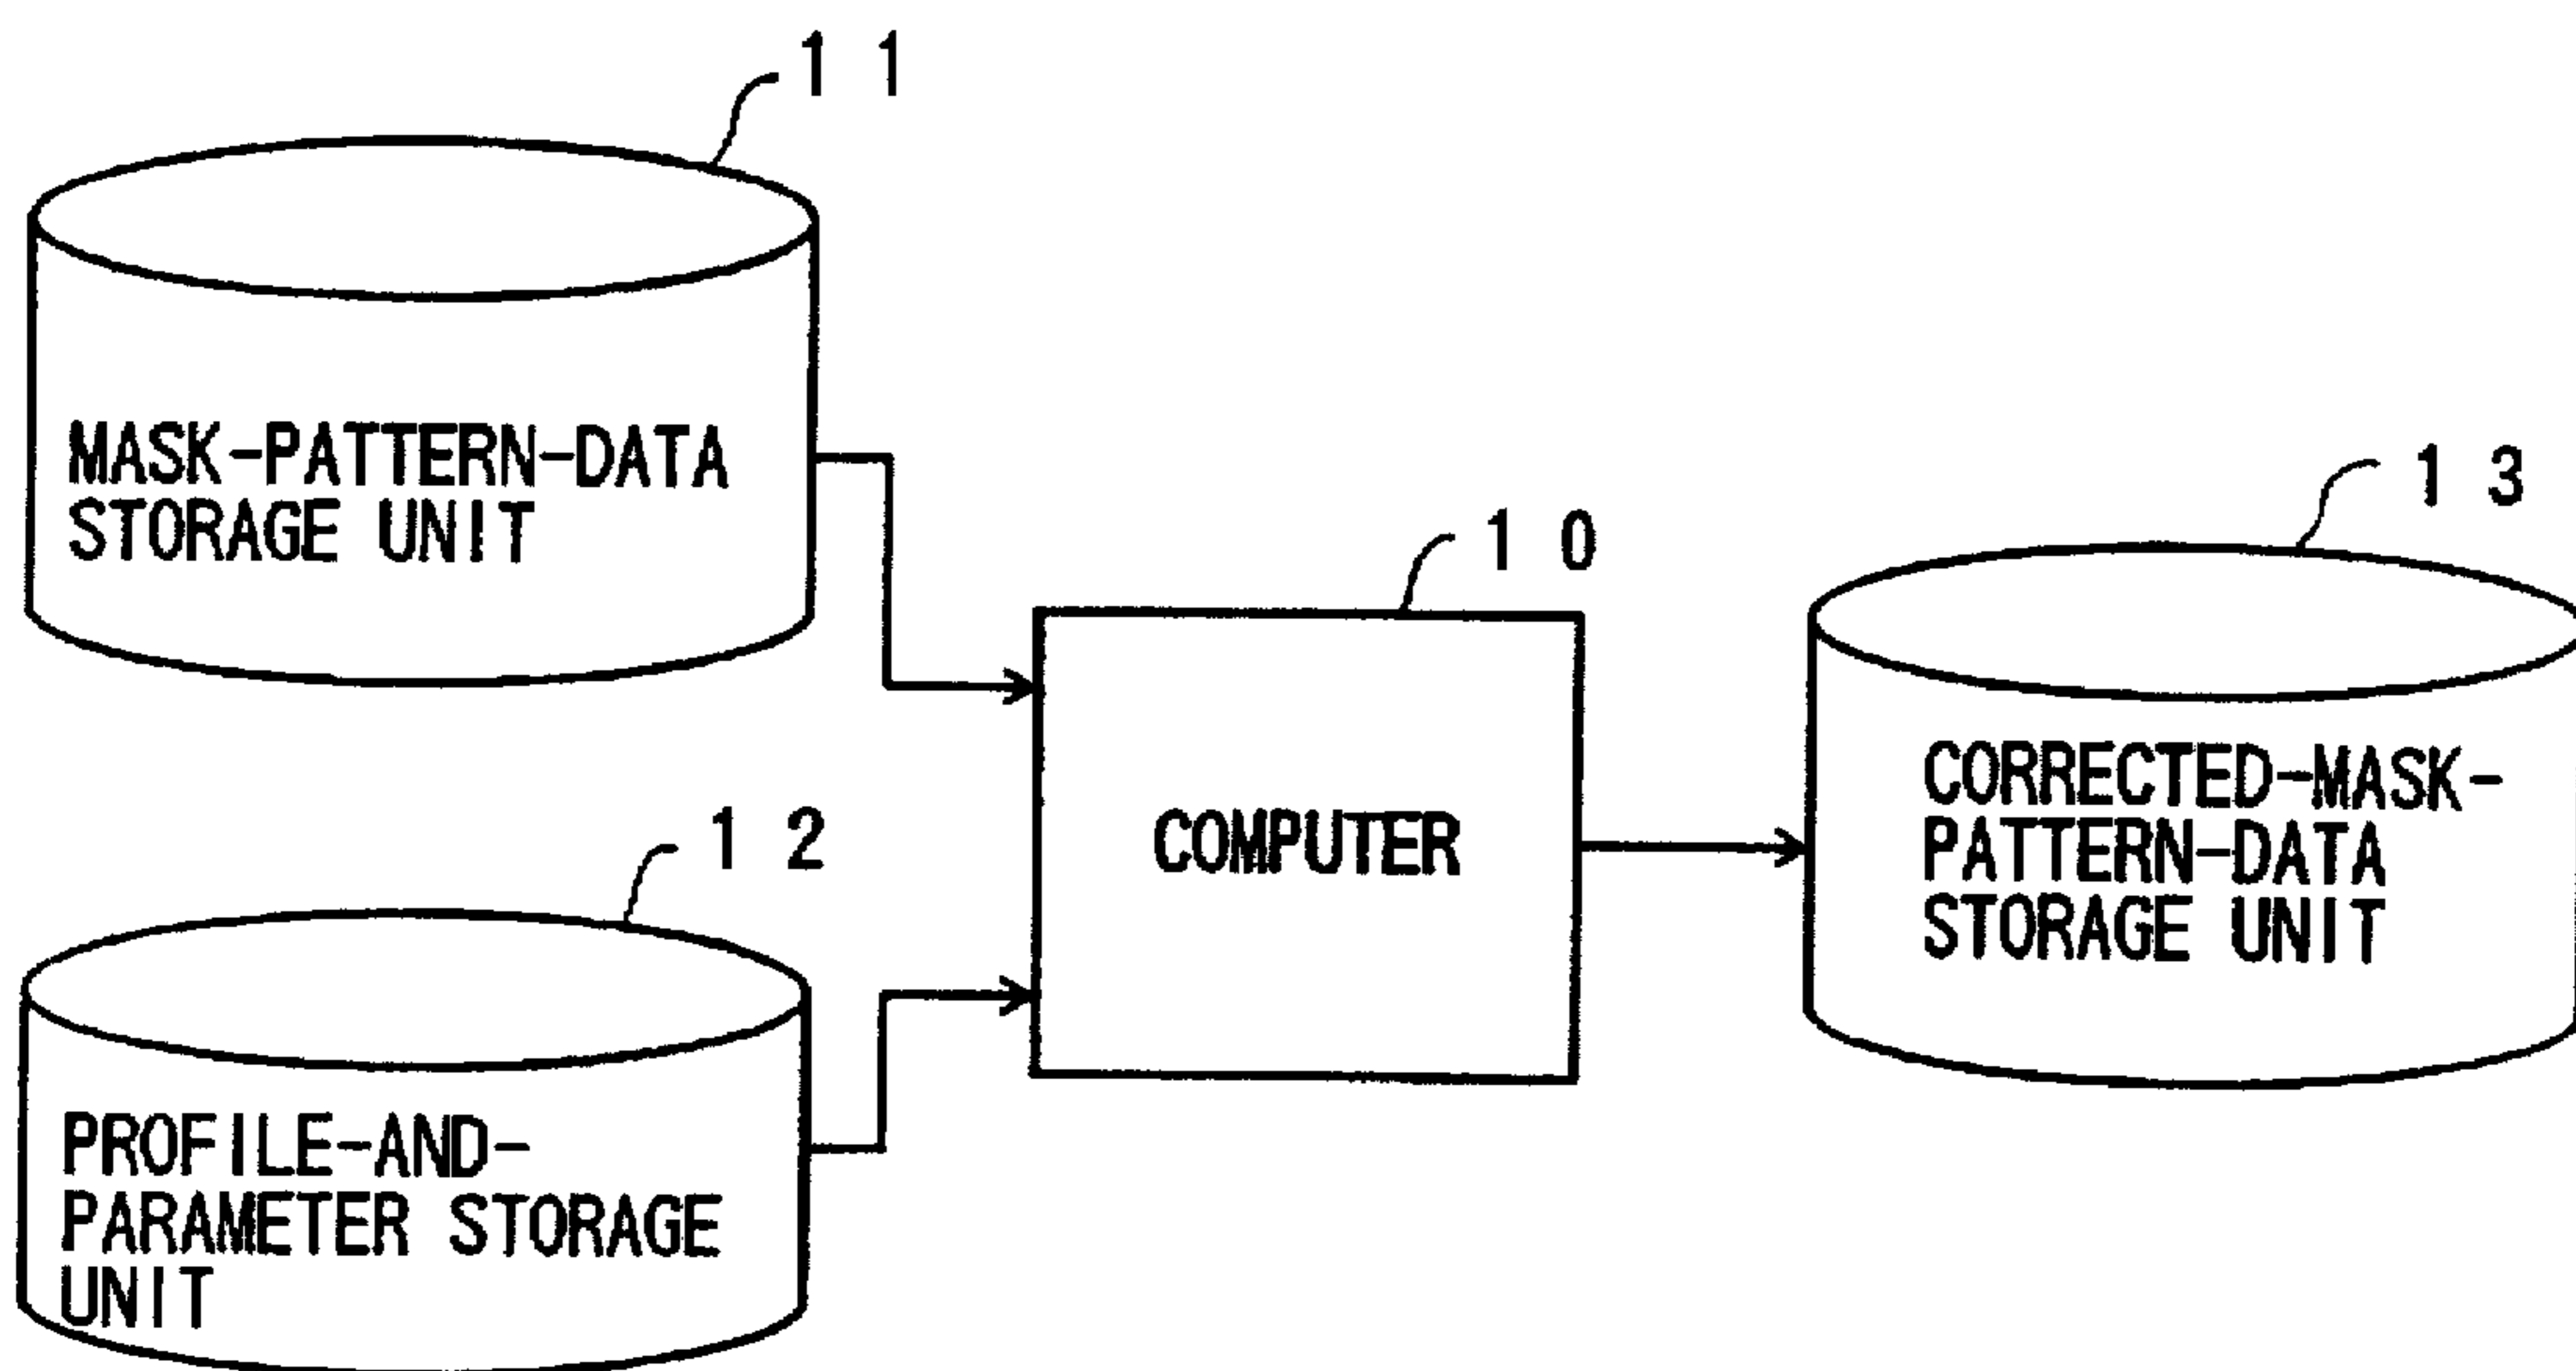 11
MASK-PATTERN-DATA
STORAGE UNIT
10
13
COMPUTER
CORRECTED-MASK-
PATTERN-DATA
STORAGE UNIT
12
PROFILE-AND-
PARAMETER STORAGE
UNIT